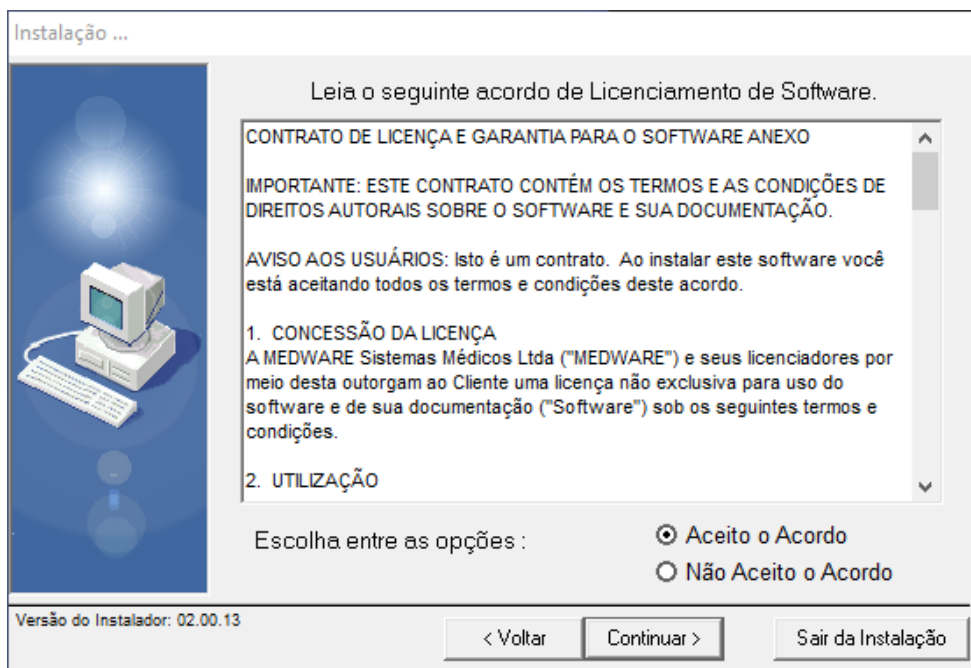 Instalação ...
Leia o seguinte acordo de Licenciamento de Software.
CONTRATO DE LICENÇA E GARANTIA PARA O SOFTWARE ANEXO
IMPORTANTE: ESTE CONTRATO CONTÉM OS TERMOS E AS CONDIÇÕES DE
DIREITOS AUTORAIS SOBRE O SOFTWARE E SUA DOCUMENTAÇÃO.
AVISO AOS USUÁRIOS: Isto é um contrato.  Ao instalar este software você
está aceitando todos os termos e condições deste acordo.
1.  CONCESSÃO DA LICENÇA
A MEDWARE Sistemas Médicos Ltda ("MEDWARE") e seus licenciadores por
meio desta outorgam ao Cliente uma licença não exclusiva para uso do
software e de sua documentação ("Software") sob os seguintes termos e
condições.
2.  UTILIZAÇÃO
Escolha entre as opções :
Aceito o Acordo
Não Aceito o Acordo
Versão do Instalador: 02.00.13
< Voltar
Continuar >
Sair da Instalação